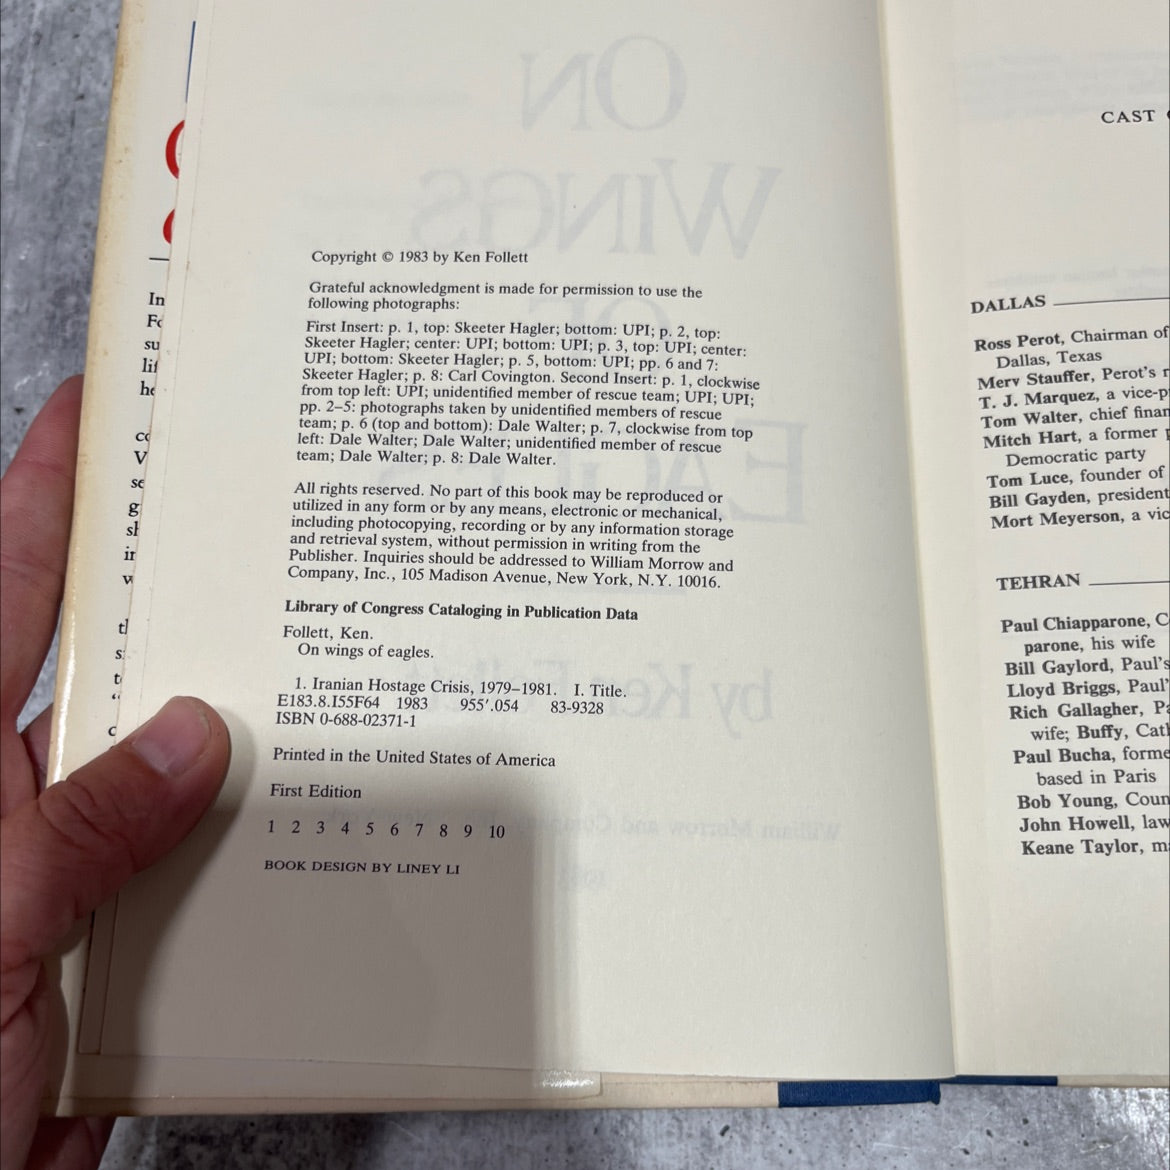 Copyright © 1983 by Ken Follett
Grateful acknowledgment is made for permission to use the
following photographs:
First Insert: p. 1, top: Skeeter Hagler; bottom: UPI; p. 2, top:
Skeeter Hagler; center: UPI; bottom: UPI; p. 3, top: UPI; center:
UPI; bottom: Skeeter Hagler; p. 5, bottom: UPI; pp. 6 and 7:
Skeeter Hagler; p. 8: Carl Covington. Second Insert: p. 1, clockwise
from top left: UPI; unidentified member of rescue team; UPI; UPI;
pp. 2–5: photographs taken by unidentified members of rescue
team; p. 6 (top and bottom): Dale Walter; p. 7, clockwise from top
left: Dale Walter; Dale Walter; unidentified member of rescue
team; Dale Walter; p. 8: Dale Walter.
All rights reserved. No part of this book may be reproduced or
utilized in any form or by any means, electronic or mechanical,
including photocopying, recording or by any information storage
and retrieval system, without permission in writing from the
Publisher. Inquiries should be addressed to William Morrow and
Company, Inc., 105 Madison Avenue, New York, N.Y. 10016.
Library of Congress Cataloging in Publication Data
Follett, Ken.
On wings of eagles.
1. Iranian Hostage Crisis, 1979–1981. I. Title.
E183.8.I55F64 1983 955'.054 83-9328
ISBN 0-688-02371-1
Printed in the United States of America
First Edition
1 2 3 4 5 6 7 8 9 10
BOOK DESIGN BY LINEY LI
CAST
DALLAS
Ross Perot, Chairman of
Dallas, Texas
Merv Stauffer, Perot's
T. J. Marquez, a
Tom Walter, chief
Mitch Hart, a former
Democratic party
Tom Luce, founder of
Bill Gayden, president
Mort Meyerson, a
TEHRAN
Paul Chiapparone,
parone, his wife
Bill Gaylord, Paul's
Lloyd Briggs,
Rich Gallagher,
wife; Buffy,
Paul Bucha,
based in Paris
Bob Young,
John Howell,
Keane Taylor,